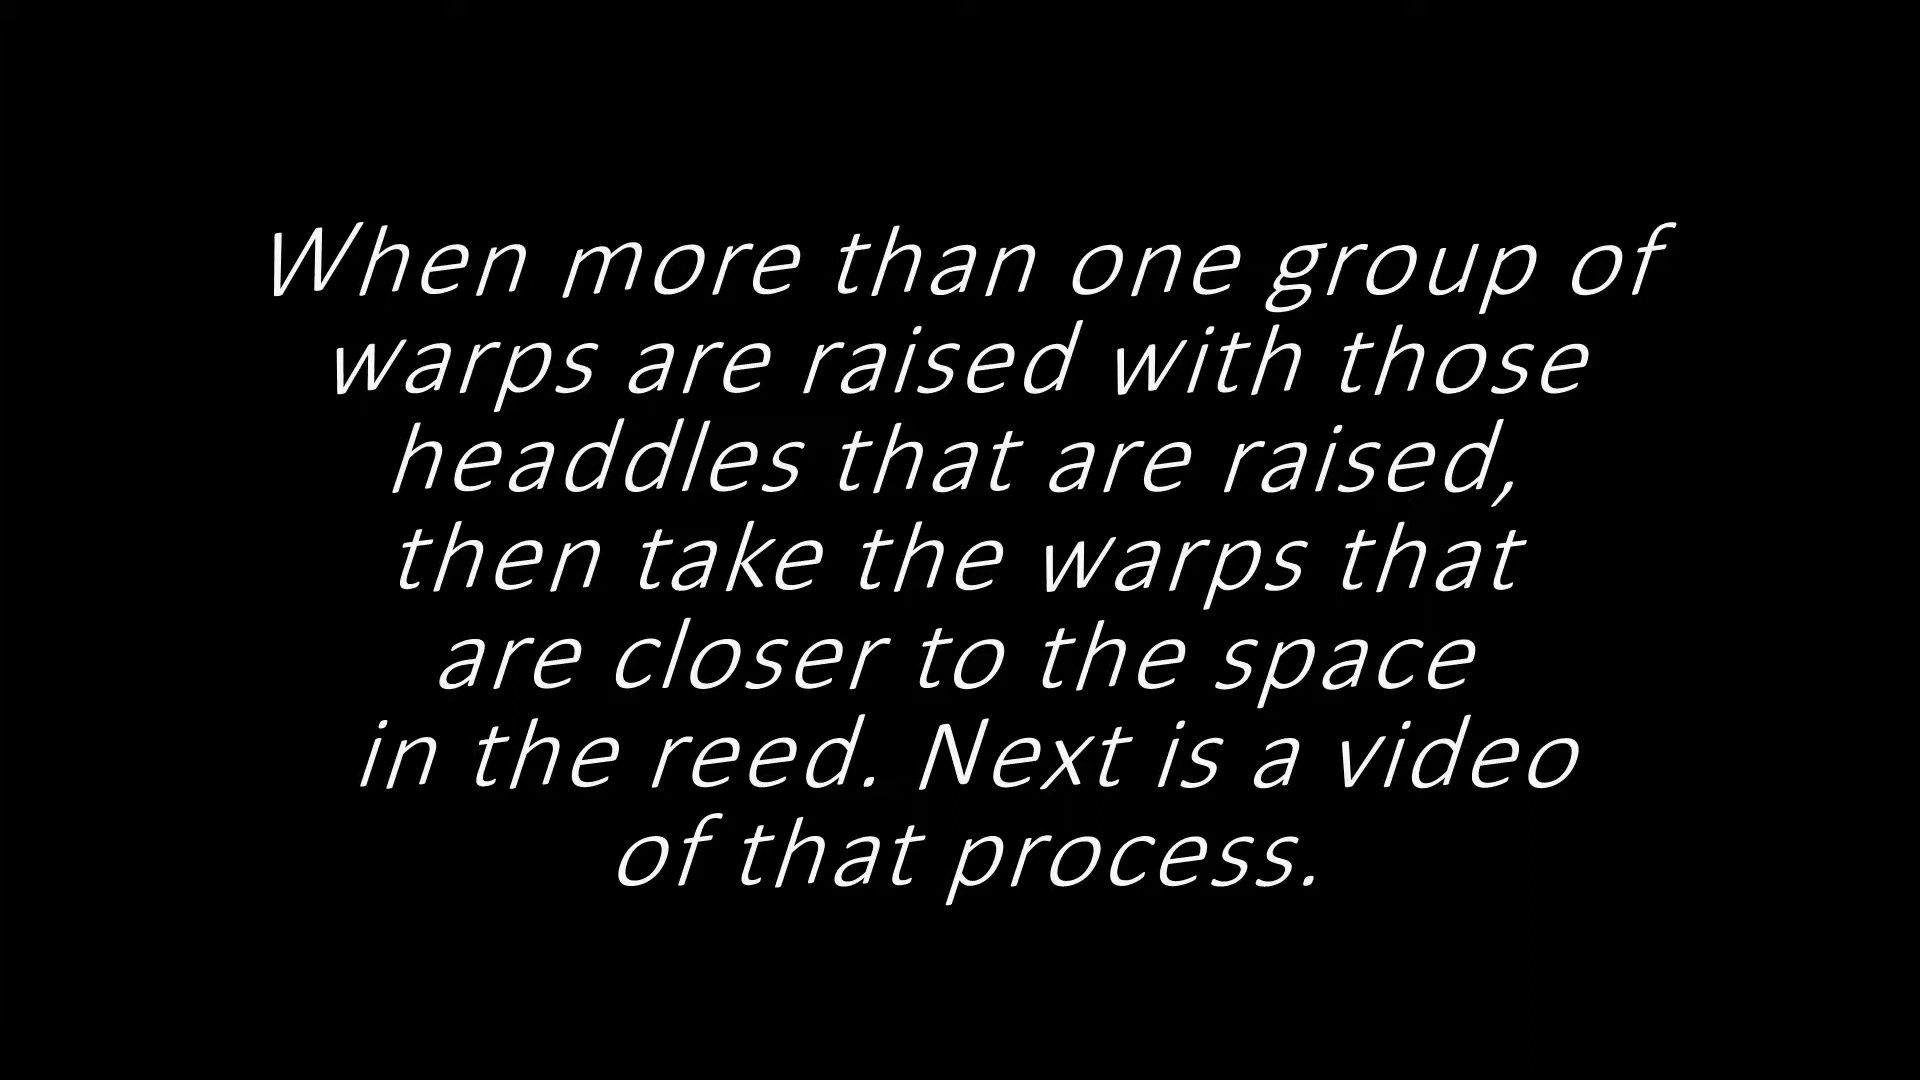 When more than one group of
warps are raised with those
headdles that are raised,
then take the warps that
are closer to the space
in the reed. Next is a video
of that process.